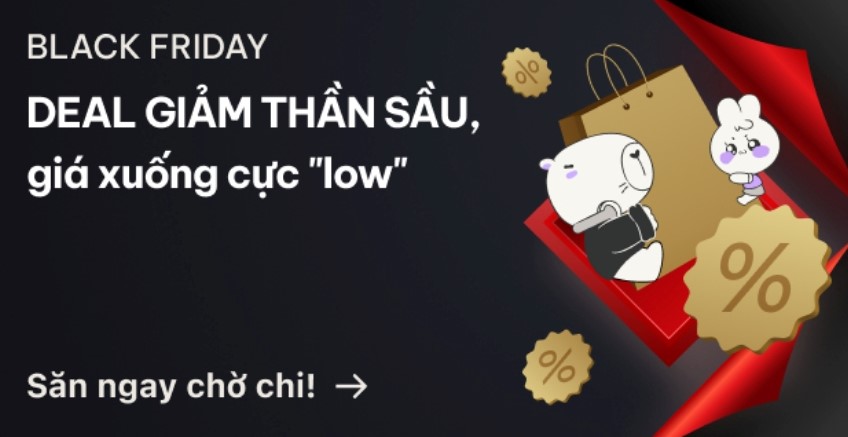 BLACK FRIDAY
DEAL GIẢM THẦN SẦU,
giá xuống cực "low"
%
%
%
Săn ngay chờ chi! →